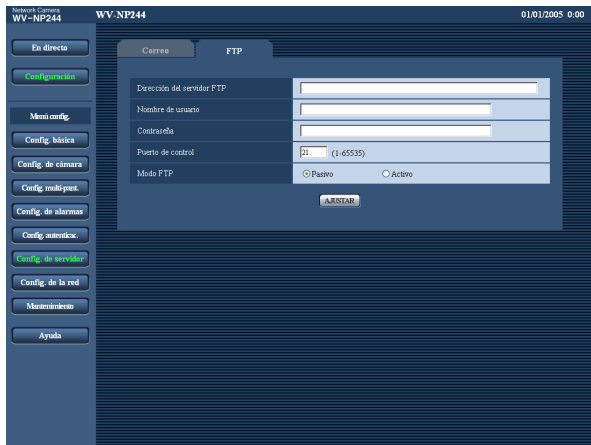 Network Camera
WV-NP244
WV-NP244
01/01/2005 0:00
En directo
Configuración
Menú config.
Config. básica
Config. de cámara
Config. multi-pant.
Config. de alarmas
Config. autenticac.
Config. de servidor
Config. de la red
Mantenimiento
Ayuda
Correo
FTP
Dirección del servidor FTP
Nombre de usuario
Contraseña
Puerto de control
21 (1-65535)
Modo FTP
Pasivo Activo
AJUSTAR